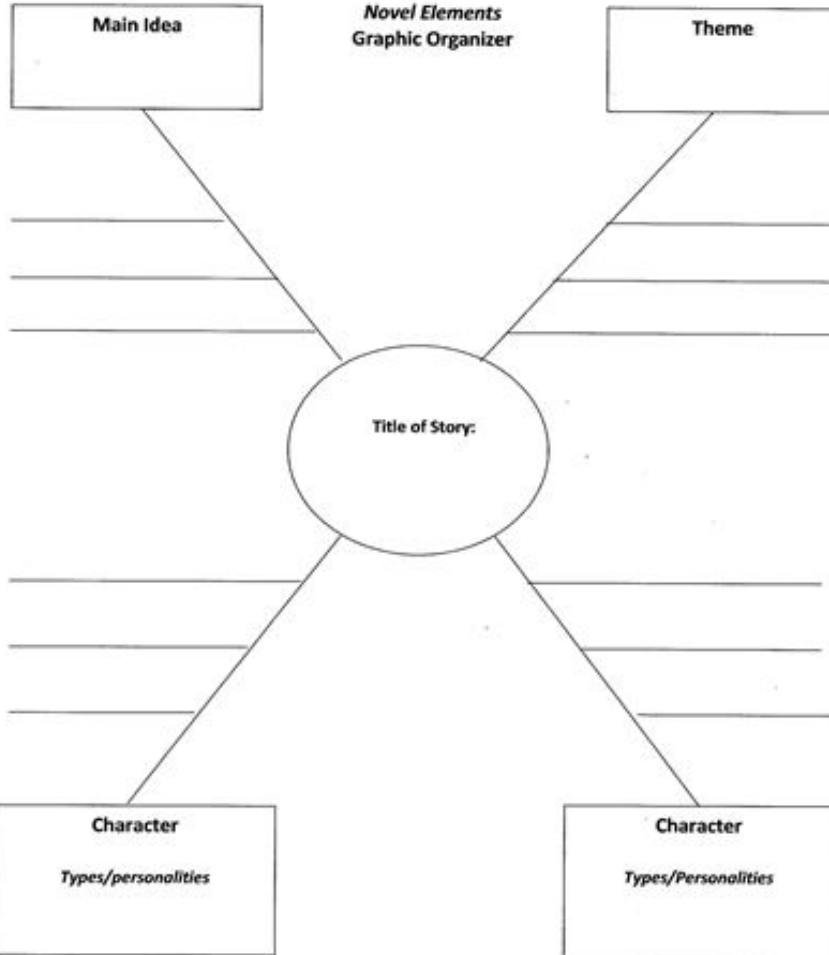 Novel Elements
Graphic Organizer
Main Idea
Theme
Title of Story:
Character
Types/personalities
Character
Types/Personalities